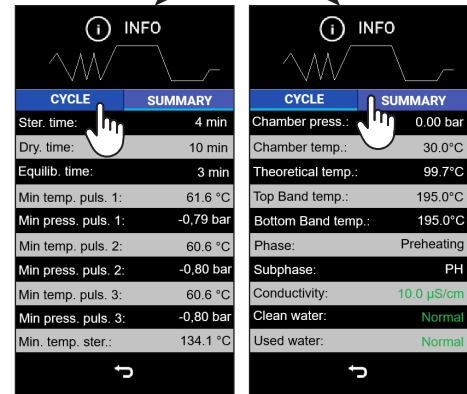 i INFO
CYCLE SUMMARY
Ster. time: 4 min
Dry. time: 10 min
Equilib. time: 3 min
Min temp. puls. 1: 61.6 °C
Min press. puls. 1: -0,79 bar
Min temp. puls. 2: 60.6 °C
Min press. puls. 2: -0,80 bar
Min temp. puls. 3: 60.6 °C
Min press. puls. 3: -0,80 bar
Min. temp. ster.: 134.1 °C
i INFO
CYCLE SUMMARY
Chamber press.: 0.00 bar
Chamber temp.: 30.0°C
Theoretical temp.: 99.7°C
Top Band temp.: 195.0°C
Bottom Band temp.: 195.0°C
Phase: Preheating
Subphase: PH
Conductivity: 10.0 µS/cm
Clean water: Normal
Used water: Normal